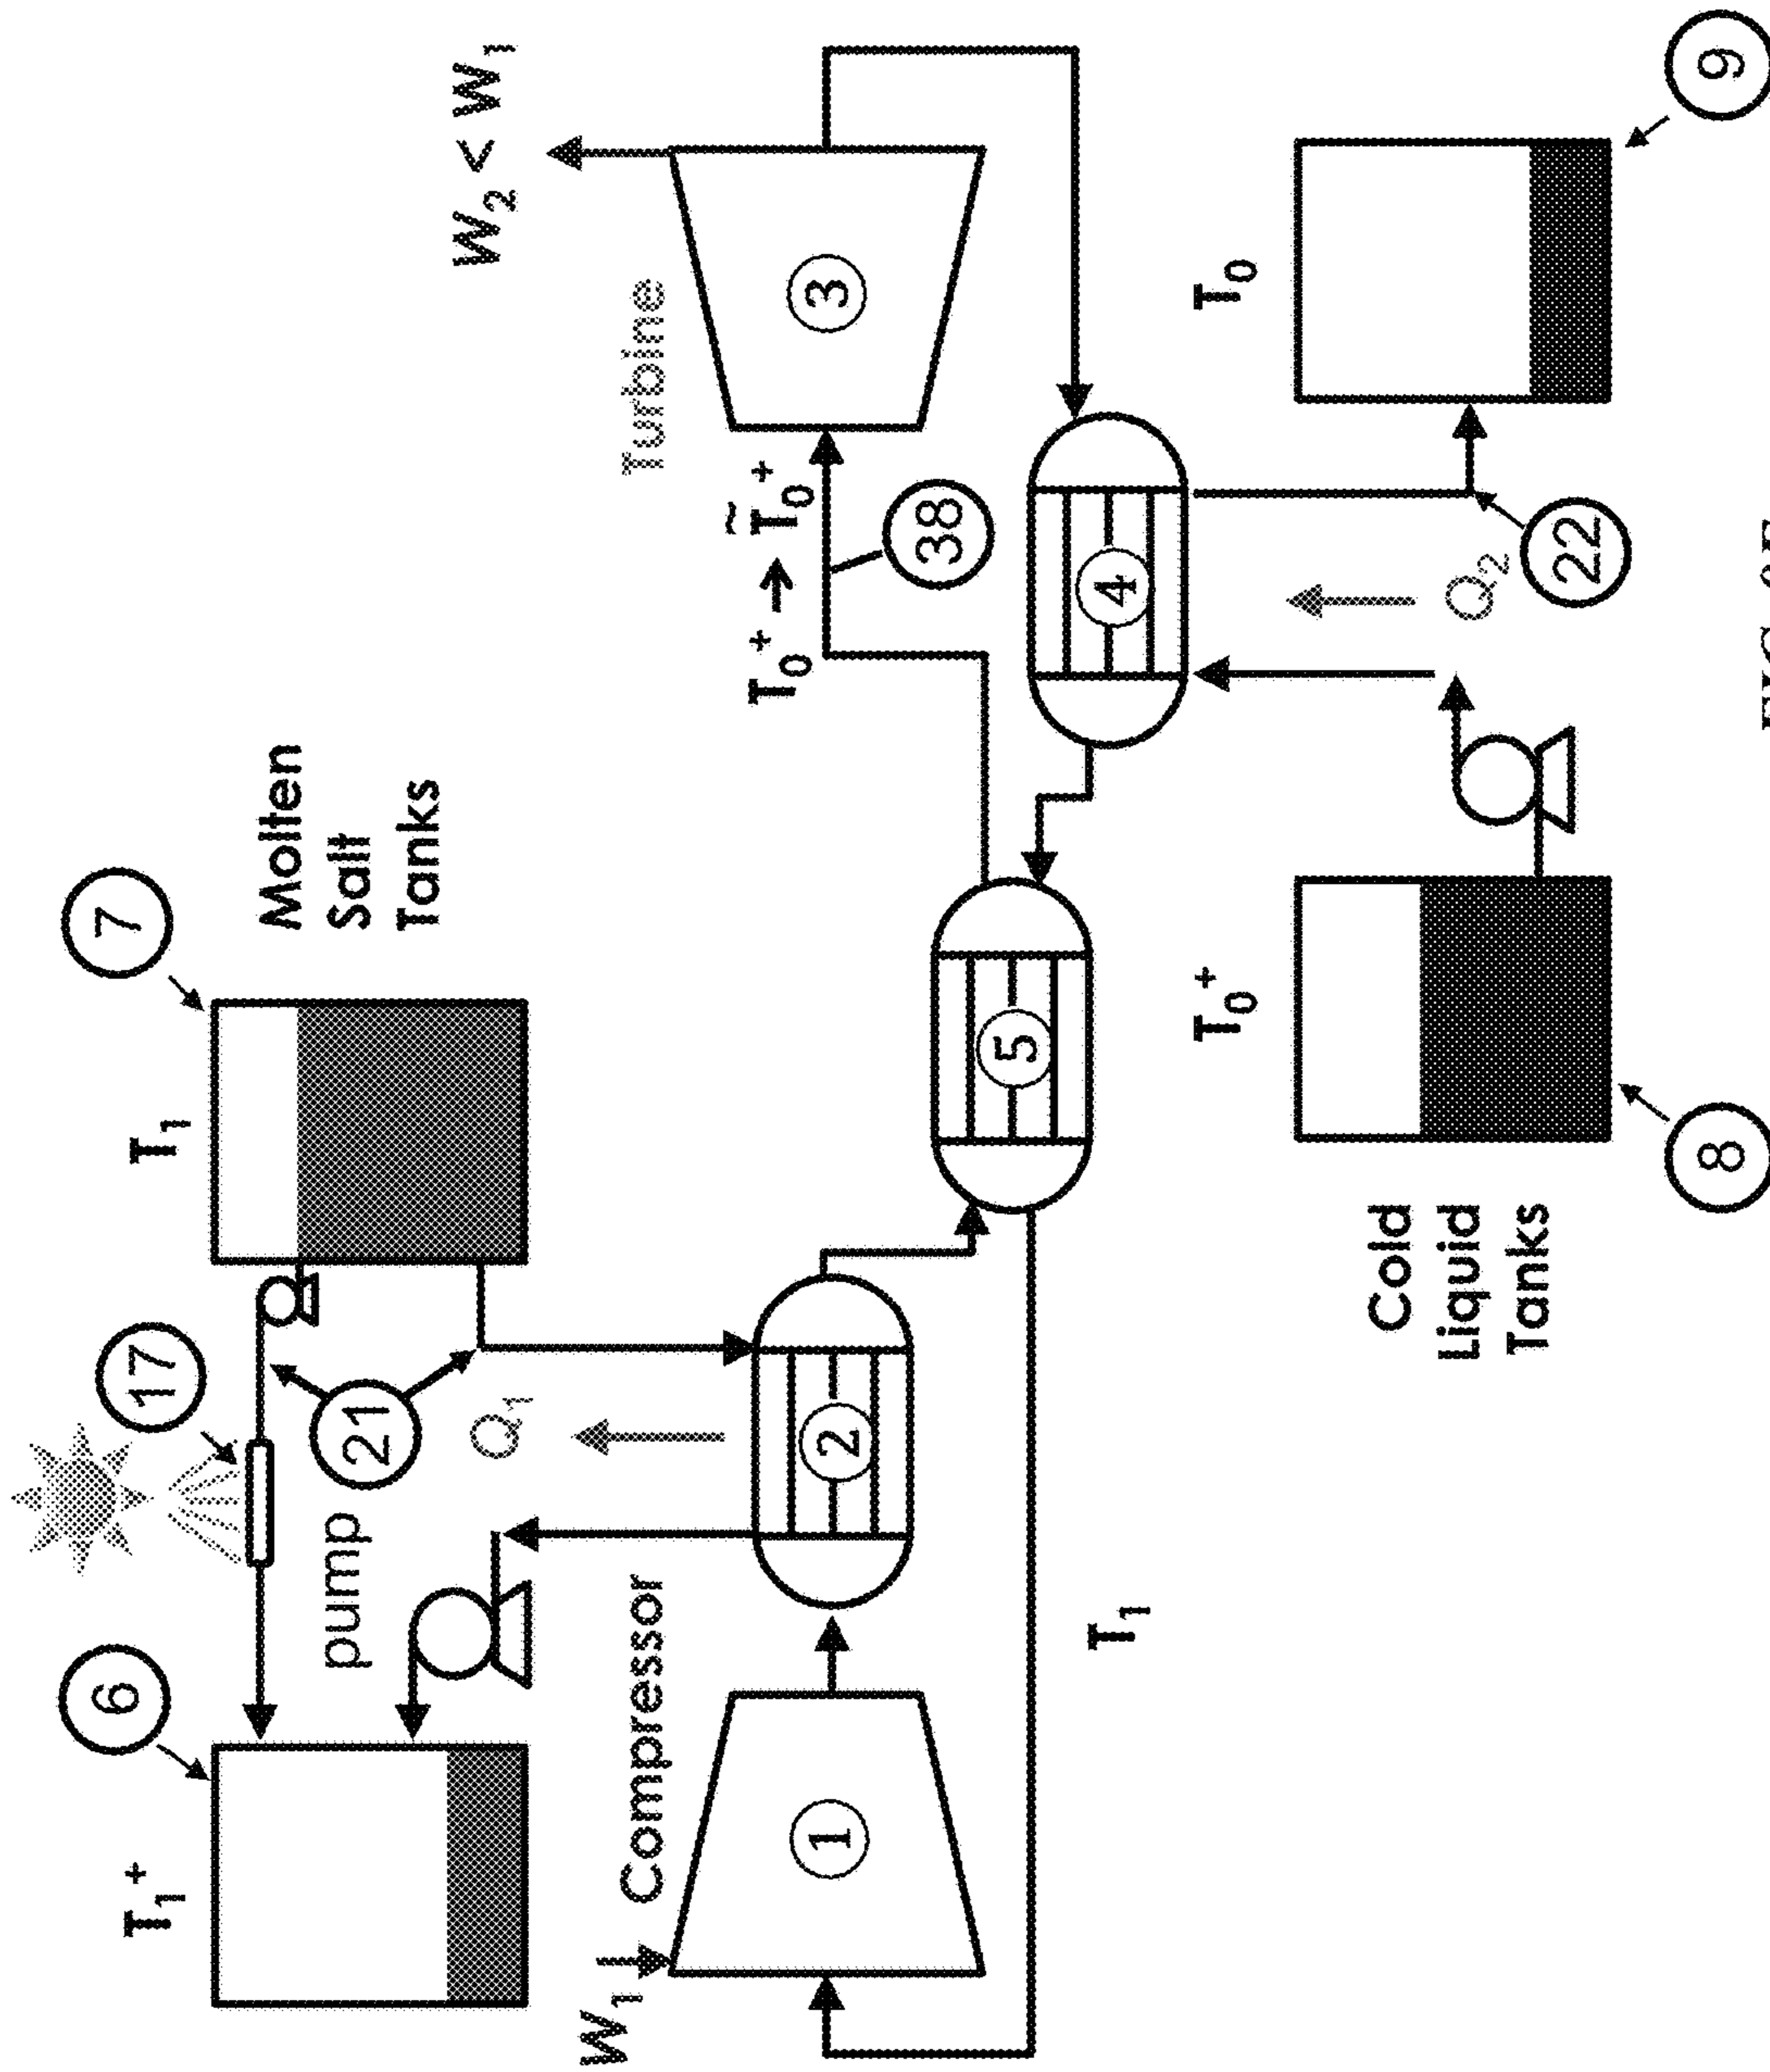 6
17
7
T₁⁺
T₁
pump
21
Molten
Salt
Tanks
Q₁
W₁
Compressor
1
2
5
T₁
W₂ < W₁
Turbine
3
T₀⁺ → T̃₀⁺
38
4
Q₂
22
Cold
Liquid
Tanks
T₀⁺
T₀
8
9